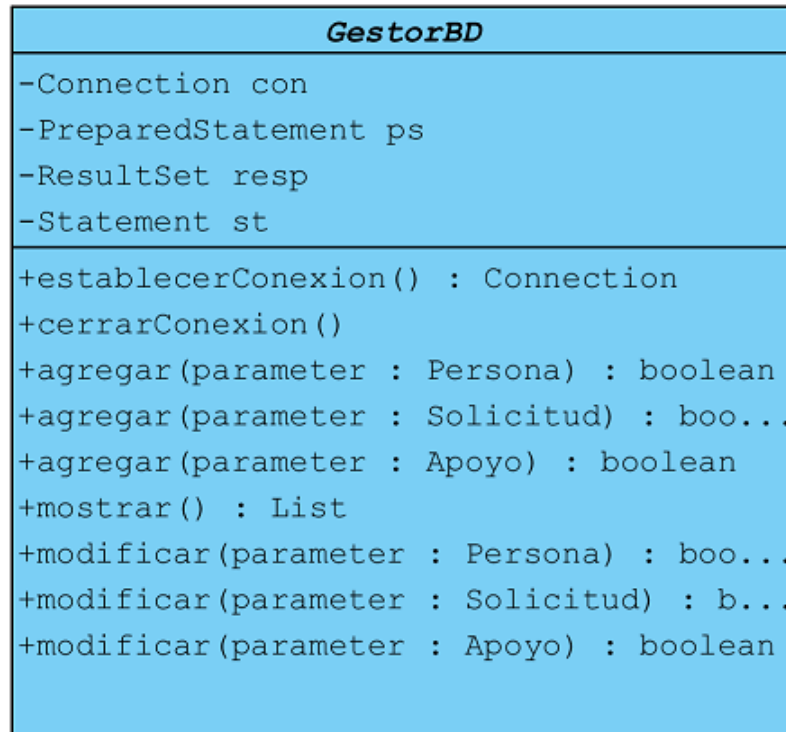 GestorBD
-Connection con
-PreparedStatement ps
-ResultSet resp
-Statement st
+establecerConexion() : Connection
+cerrarConexion()
+agregar(parameter : Persona) : boolean
+agregar(parameter : Solicitud) : boo...
+agregar(parameter : Apoyo) : boolean
+mostrar() : List
+modificar(parameter : Persona) : boo...
+modificar(parameter : Solicitud) : b...
+modificar(parameter : Apoyo) : boolean